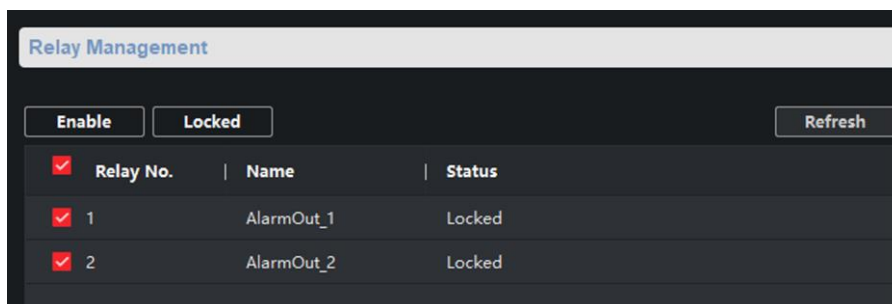 Relay Management
Enable Locked Refresh
Relay No. | Name | Status
1 AlarmOut_1 Locked
2 AlarmOut_2 Locked